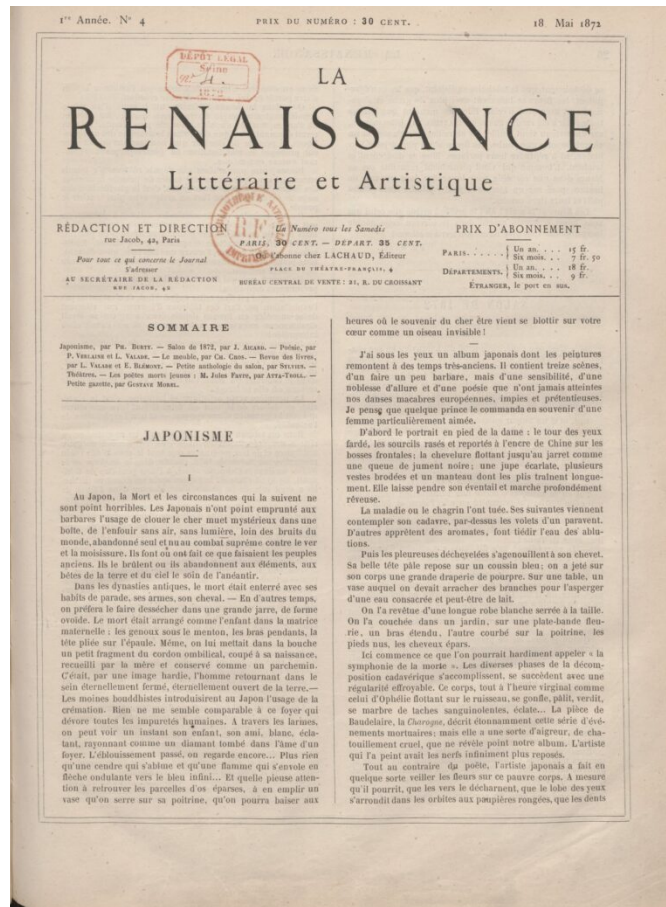 1re Année. N° 4
PRIX DU NUMÉRO : 30 CENT.
18 Mai 1872
DÉPÔT LÉGAL
Seine
LA
RENAISSANCE
Littéraire et Artistique
RÉDACTION ET DIRECTION
rue Jacob, 42, Paris
Pour tout ce qui concerne le Journal
S'adresser
AU SECRÉTAIRE DE LA RÉDACTION
RUE JACOB, 42
Un Numéro tous les Samedis
PARIS, 30 CENT. — DÉPART. 35 CENT.
On s'abonne chez LACHAUD, Éditeur
PLACE DU THÉATRE-FRANÇAIS, 4
BUREAU CENTRAL DE VENTE : 21, R. DU CROISSANT
R.F.
PRIX D'ABONNEMENT
PARIS. . . . . . { Un an. . . . 15 fr.
{ Six mois. . . 7 fr. 50
DÉPARTEMENTS. { Un an. . . . 18 fr.
{ Six mois. . . 9 fr.
ÉTRANGER, le port en sus.
SOMMAIRE
Japonisme, par PH. BURTY. — Salon de 1872, par J. AICARD. — Poésie, par
P. VERLAINE et L. VALADE. — Le meuble, par CH. CROS. — Revue des livres,
par L. VALADE et E. BLÉMONT. — Petite anthologie du salon, par SYLVIUS. —
Théâtres. — Les poètes morts jeunes : M. Jules Favre, par ATTA-TROLL. —
Petite gazette, par GUSTAVE MOREL.
JAPONISME
I
Au Japon, la Mort et les circonstances qui la suivent ne
sont point horribles. Les Japonais n'ont point emprunté aux
barbares l'usage de clouer le cher muet mystérieux dans une
boîte, de l'enfouir sans air, sans lumière, loin des bruits du
monde, abandonné seul et nu au combat suprême contre le ver
et la moisissure. Ils font où ont fait ce que faisaient les peuples
anciens. Ils le brûlent ou ils abandonnent aux éléments, aux
bêtes de la terre et du ciel le soin de l'anéantir.
Dans les dynasties antiques, le mort était enterré avec ses
habits de parade, ses armes, son cheval. — En d'autres temps,
on préfera le faire dessécher dans une grande jarre, de forme
ovoïde. Le mort était arrangé comme l'enfant dans la matrice
maternelle : les genoux sous le menton, les bras pendants, la
tête pliée sur l'épaule. Même, on lui mettait dans la bouche
un petit fragment du cordon ombilical, coupé à sa naissance,
recueilli par la mère et conservé comme un parchemin.
C'était, par une image hardie, l'homme retournant dans le
sein éternellement fermé, éternellement ouvert de la terre.—
Les moines bouddhistes introduisirent au Japon l'usage de la
crémation. Rien ne me semble comparable à ce foyer qui
dévore toutes les impuretés humaines. A travers les larmes,
on peut voir un instant son enfant, son ami, blanc, écla-
tant, rayonnant comme un diamant tombé dans l'âme d'un
foyer. L'éblouissement passé, on regarde encore... Plus rien
qu'une cendre qui s'ablue et qu'une flamme qui s'envole en
flèche ondulante vers le bleu infini... Et quelle pieuse atten-
tion à retrouver les parcelles d'os éparses, à en emplir un
vase qu'on serre sur sa poitrine, qu'on pourra baiser aux
heures où le souvenir du cher être vient se blottir sur votre
cœur comme un oiseau invisible !
J'ai sous les yeux un album japonais dont les peintures
remontent à des temps très-anciens. Il contient treize scènes,
d'un faire un peu barbare, mais d'une sensibilité, d'une
noblesse d'allure et d'une poésie que n'ont jamais atteintes
nos danses macabres européennes, impies et prétentieuses.
Je pense que quelque prince le commanda en souvenir d'une
femme particulièrement aimée.
D'abord le portrait en pied de la dame : le tour des yeux
fardé, les sourcils rasés et reportés à l'encre de Chine sur les
bosses frontales; la chevelure flottant jusqu'au jarret comme
une queue de jument noire; une jupe écarlate, plusieurs
vestes brodées et un manteau dont les plis traînent longue-
ment. Elle laisse pendre son éventail et marche profondément
rêveuse.
La maladie ou le chagrin l'ont tuée. Ses suivantes viennent
contempler son cadavre, par-dessus les volets d'un paravent.
D'autres apprêtent des aromates, font tiédir l'eau des ablu-
tions.
Puis les pleureuses déchevelées s'agenouillent à son chevet.
Sa belle tête pâle repose sur un coussin bleu; on a jeté sur
son corps une grande draperie de pourpre. Sur une table, un
vase auquel on devait arracher des branches pour l'asperger
d'une eau consacrée et peut-être de lait.
On l'a revêtue d'une longue robe blanche serrée à la taille.
On l'a couchée dans un jardin, sur une plate-bande fleu-
rie, un bras étendu, l'autre courbé sur la poitrine, les
pieds nus, les cheveux épars.
Ici commence ce que l'on pourrait hardiment appeler « la
symphonie de la morte ». Les diverses phases de la décom-
position cadavérique s'accomplissent, se succèdent avec une
régularité effroyable. Ce corps, tout à l'heure virginal comme
celui d'Ophélie flottant sur le ruisseau, se gonfle, pâlit, verdit,
se marbre de taches sanguinolentes, éclate... La pièce de
Baudelaire, la Charogne, décrit étonnamment cette série d'évé-
nements mortuaires; mais elle a une sorte d'aigreur, de cha-
touillement cruel, que ne révèle point notre album. L'artiste
qui l'a peint avait les nerfs infiniment plus reposés.
Tout au contraire du poëte, l'artiste japonais a fait en
quelque sorte veiller les fleurs sur ce pauvre corps. A mesure
qu'il pourrit, que les vers le décharnent, que le lobe des yeux
s'arrondit dans les orbites aux paupières rongées, que les dents